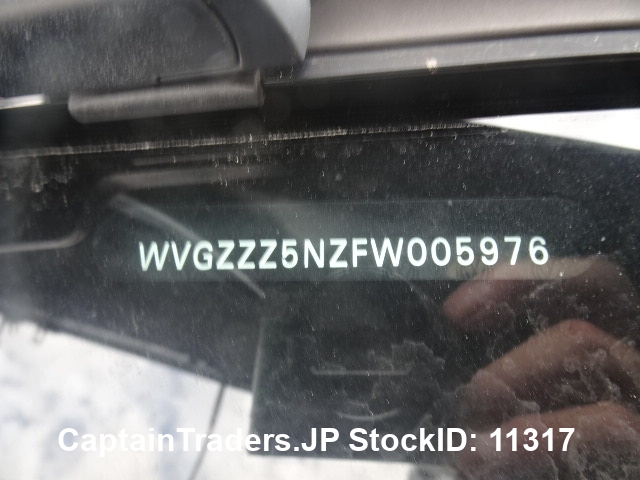 WVGZZZ5NZFW005976
CaptainTraders.JP StockID: 11317